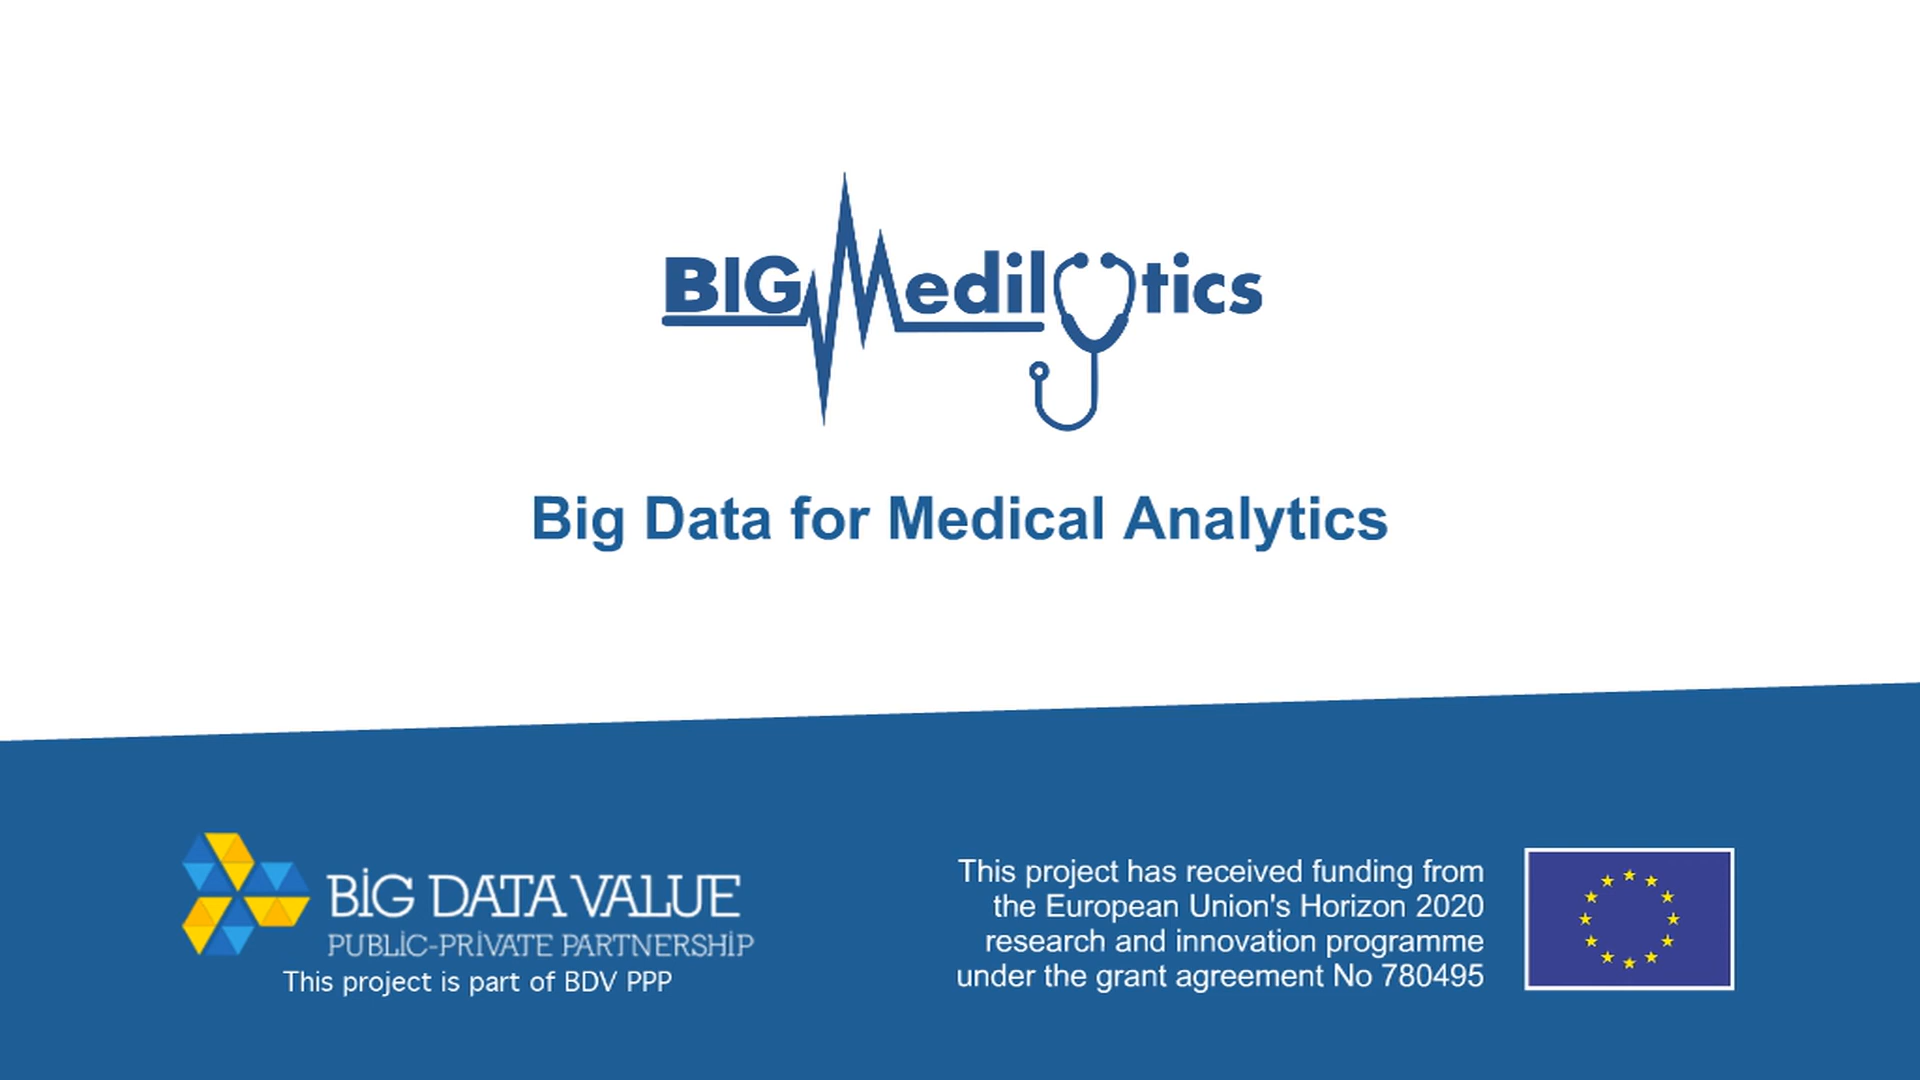 BIGMedilytics
Big Data for Medical Analytics
BiG DATA VALUE
PUBLiC-PRiVATE PARTNERSHiP
This project is part of BDV PPP
This project has received funding from
the European Union's Horizon 2020
research and innovation programme
under the grant agreement No 780495